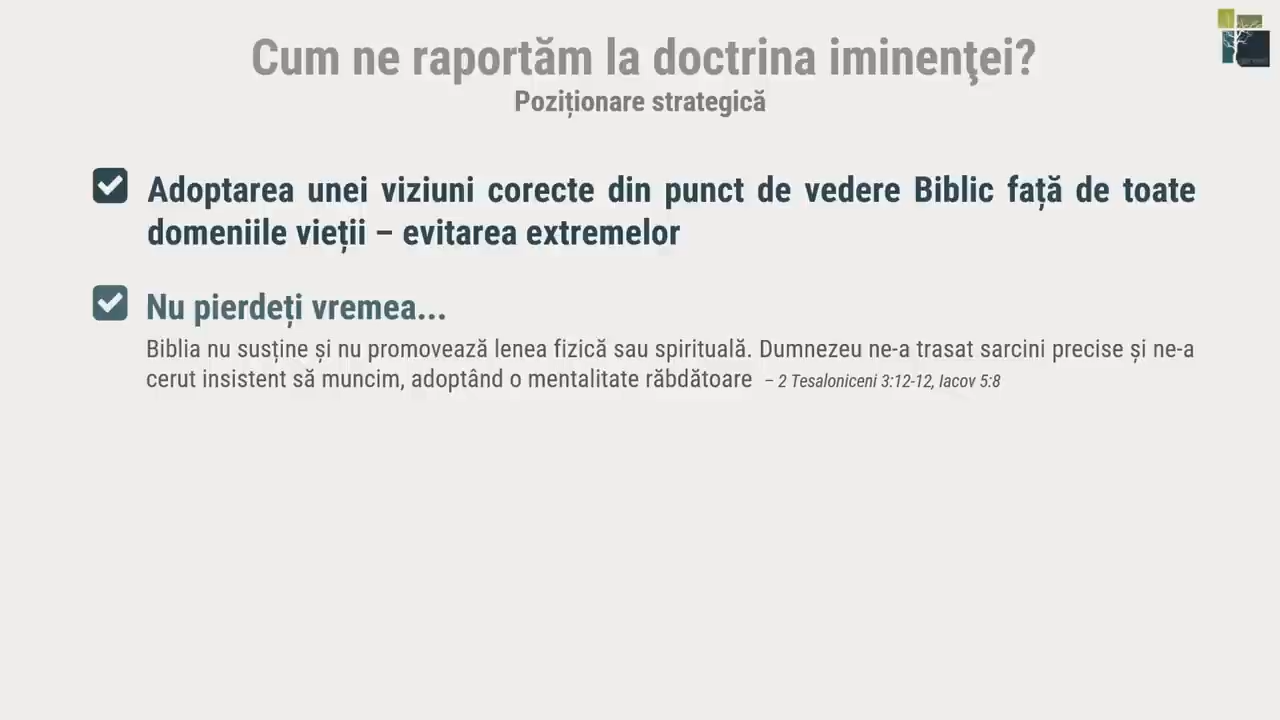 Cum ne raportăm la doctrina iminenţei?
Poziționare strategică
Adoptarea unei viziuni corecte din punct de vedere Biblic față de toate
domeniile vieții – evitarea extremelor
Nu pierdeți vremea...
Biblia nu susține și nu promovează lenea fizică sau spirituală. Dumnezeu ne-a trasat sarcini precise și ne-a
cerut insistent să muncim, adoptând o mentalitate răbdătoare – 2 Tesaloniceni 3:12-12, Iacov 5:8